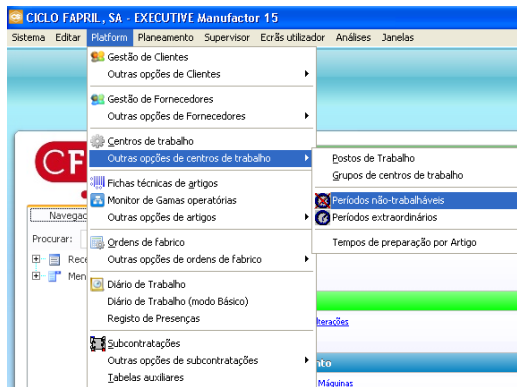 CICLO FAPRIL, SA - EXECUTIVE Manufactor 15
Sistema Editar Platform Planeamento Supervisor Ecrãs utilizador Análises Janelas
Gestão de Clientes
Outras opções de Clientes
Gestão de Fornecedores
Outras opções de Fornecedores
Centros de trabalho
Outras opções de centros de trabalho
Fichas técnicas de artigos
Monitor de Gamas operatórias
Outras opções de artigos
Ordens de fabrico
Outras opções de ordens de fabrico
Diário de Trabalho
Diário de Trabalho (modo Básico)
Registo de Presenças
Subcontratações
Outras opções de subcontratações
Tabelas auxiliares
Postos de Trabalho
Grupos de centros de trabalho
Períodos não-trabalháveis
Períodos extraordinários
Tempos de preparação por Artigo
CF
Navegac
Procurar:
Rece
Men
lterações
nto
Máquinas